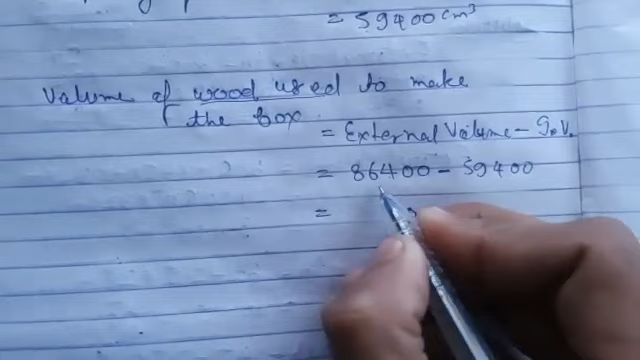 = 59400 cm³
Volume of wood used to make
the box
= External Volume - I.V.
= 86400 - 59400
=